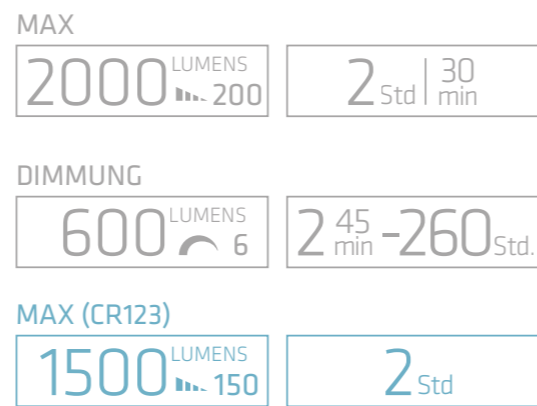 MAX
2000 LUMENS 200
2 Std | 30 min
DIMMUNG
600 LUMENS 6
2 45 min -260 Std.
MAX (CR123)
1500 LUMENS 150
2 Std